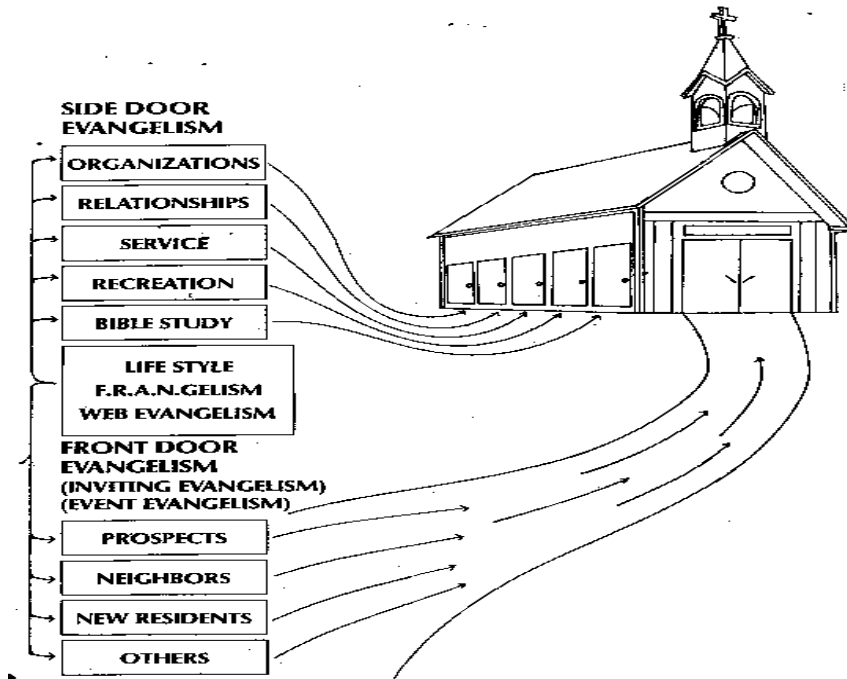 SIDE DOOR
EVANGELISM
ORGANIZATIONS
RELATIONSHIPS
SERVICE
RECREATION
BIBLE STUDY
LIFE STYLE
F.R.A.N.GELISM
WEB EVANGELISM
FRONT DOOR
EVANGELISM
(INVITING EVANGELISM)
(EVENT EVANGELISM)
PROSPECTS
NEIGHBORS
NEW RESIDENTS
OTHERS